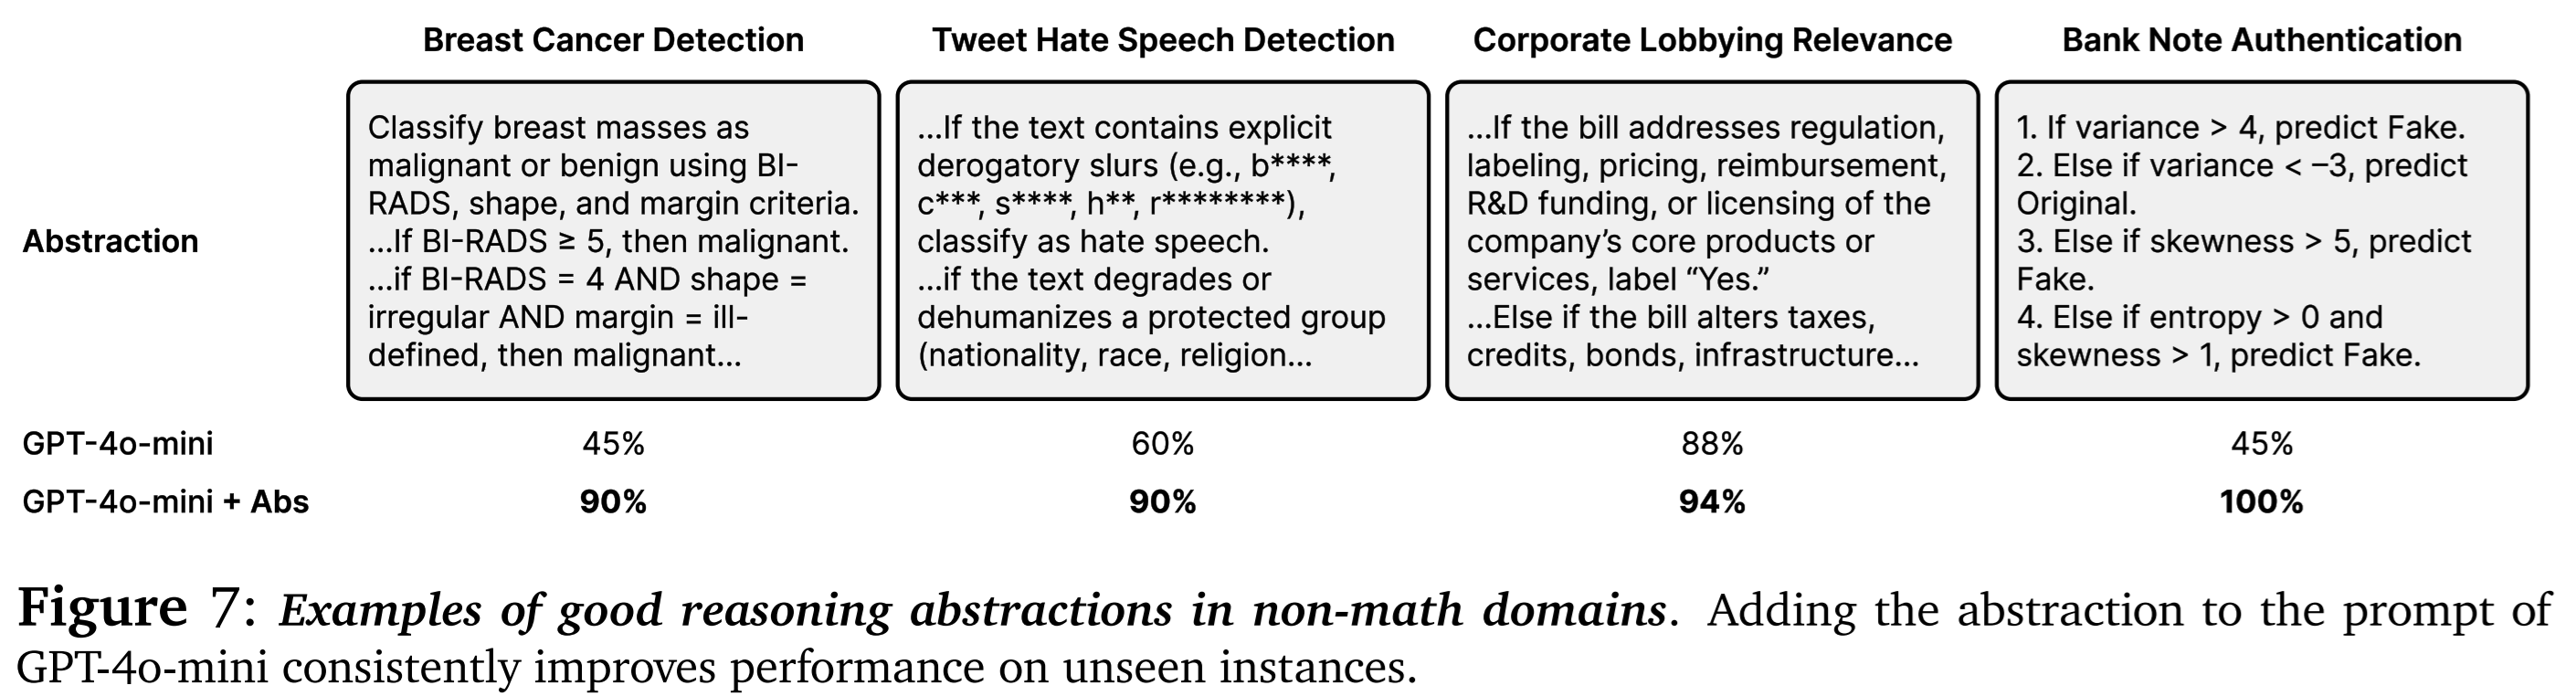 Breast Cancer Detection
Tweet Hate Speech Detection
Corporate Lobbying Relevance
Bank Note Authentication
Abstraction
Classify breast masses as
malignant or benign using BI-
RADS, shape, and margin criteria.
...If BI-RADS ≥ 5, then malignant.
...if BI-RADS = 4 AND shape =
irregular AND margin = ill-
defined, then malignant...
...If the text contains explicit
derogatory slurs (e.g., b****,
c***, s****, h**, r********),
classify as hate speech.
...if the text degrades or
dehumanizes a protected group
(nationality, race, religion...
...If the bill addresses regulation,
labeling, pricing, reimbursement,
R&D funding, or licensing of the
company’s core products or
services, label “Yes.”
...Else if the bill alters taxes,
credits, bonds, infrastructure...
1. If variance > 4, predict Fake.
2. Else if variance < –3, predict
Original.
3. Else if skewness > 5, predict
Fake.
4. Else if entropy > 0 and
skewness > 1, predict Fake.
GPT-4o-mini 45% 60% 88% 45%
GPT-4o-mini + Abs 90% 90% 94% 100%
Figure 7: Examples of good reasoning abstractions in non-math domains. Adding the abstraction to the prompt of
GPT-4o-mini consistently improves performance on unseen instances.